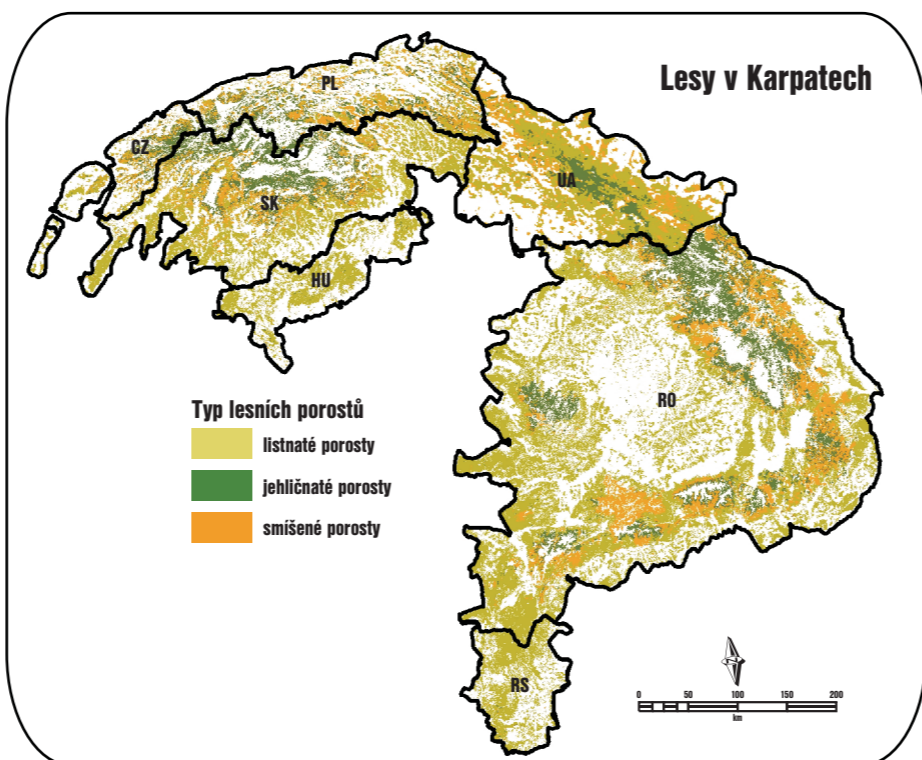 Lesy v Karpatech
PL
CZ
UA
SK
HU
RO
RS
Typ lesních porostů
listnaté porosty
jehličnaté porosty
smíšené porosty
0 50 100 150 200
km